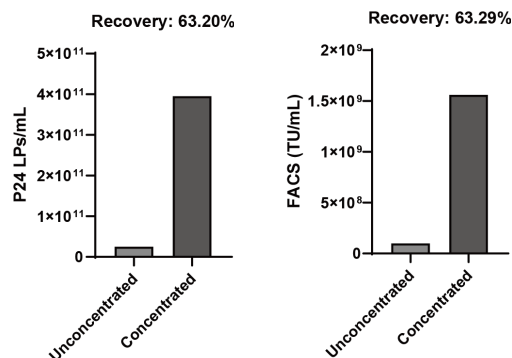 Recovery: 63.20%
P24 LPs/mL
5×10¹¹
4×10¹¹
3×10¹¹
2×10¹¹
1×10¹¹
0
Unconcentrated
Concentrated
Recovery: 63.29%
FACS (TU/mL)
2×10⁹
1.5×10⁹
1×10⁹
5×10⁸
0
Unconcentrated
Concentrated